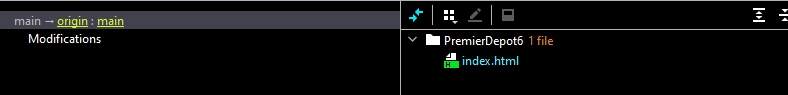 main → origin : main
Modifications
PremierDepot6 1 file
index.html